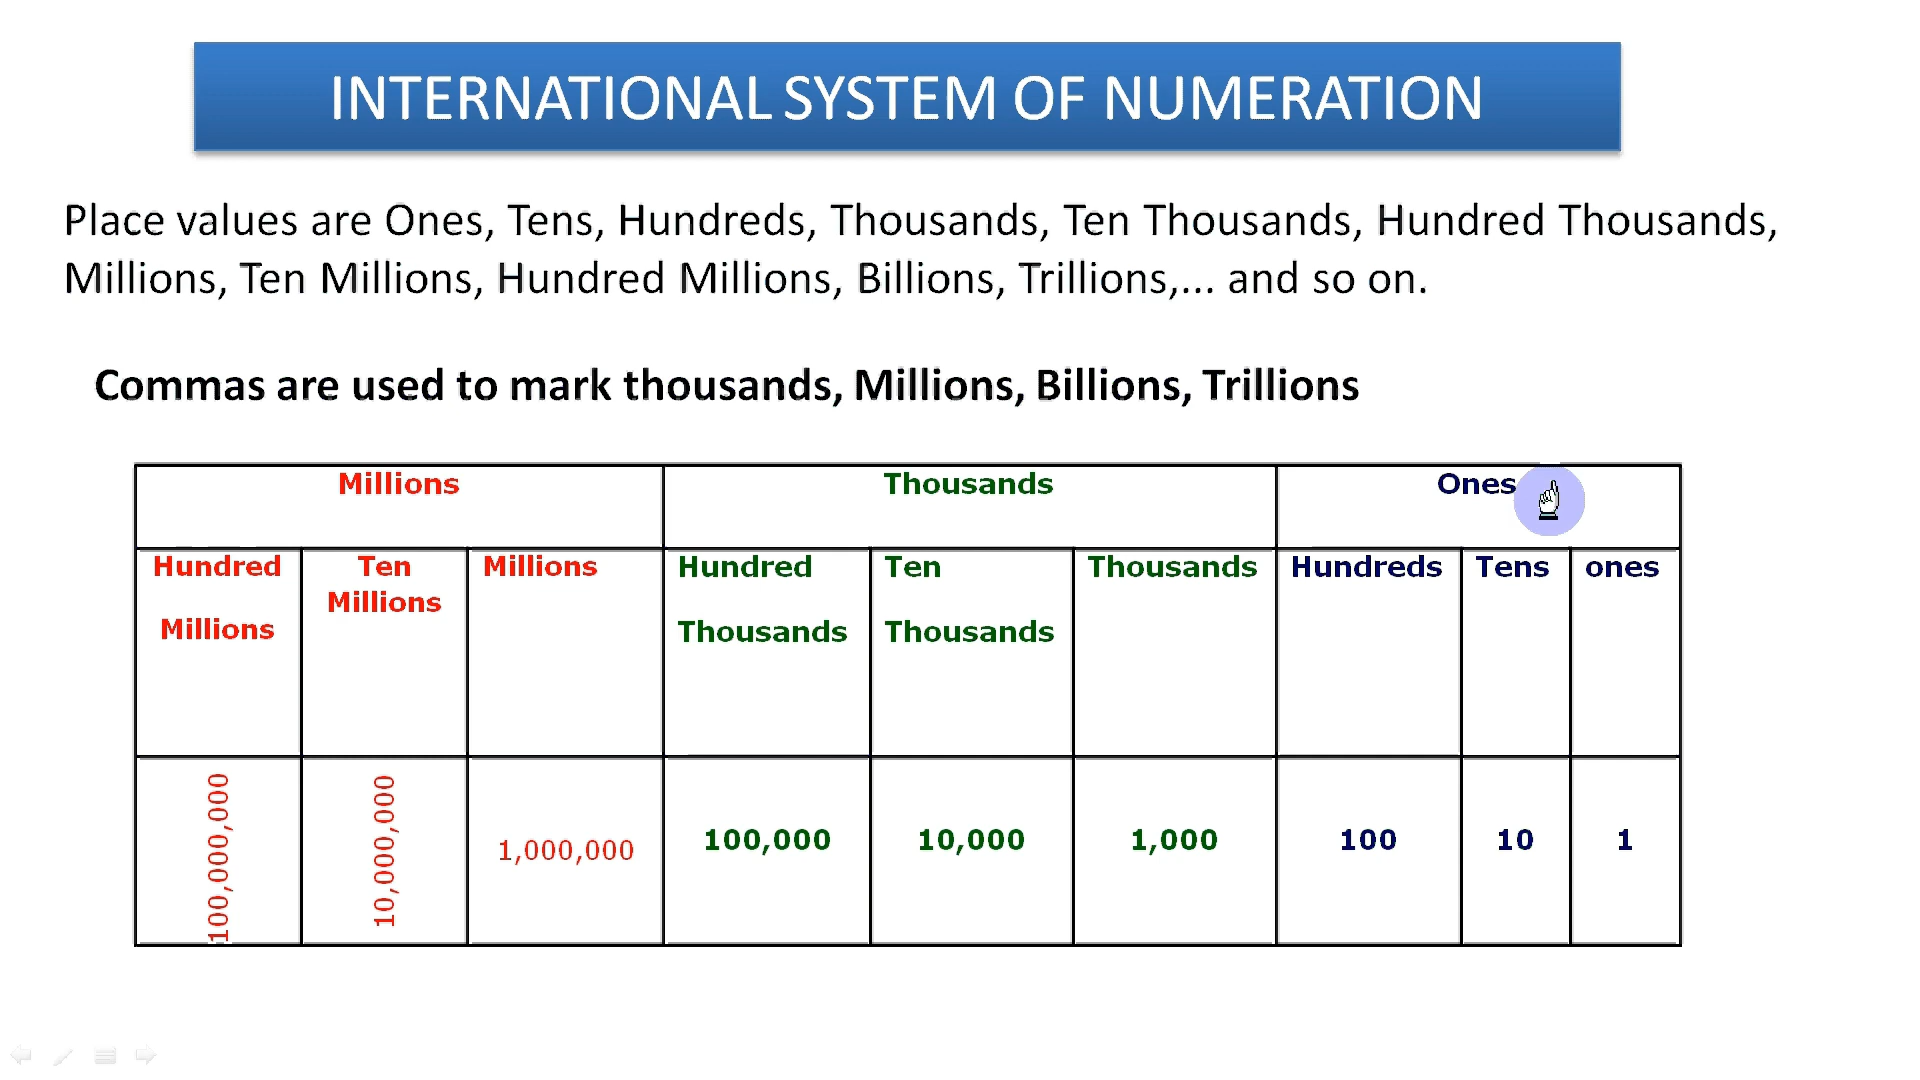 INTERNATIONAL SYSTEM OF NUMERATION
Place values are Ones, Tens, Hundreds, Thousands, Ten Thousands, Hundred Thousands,
Millions, Ten Millions, Hundred Millions, Billions, Trillions,... and so on.
Commas are used to mark thousands, Millions, Billions, Trillions
Millions Thousands Ones
Hundred Millions Ten Millions Millions Hundred Thousands Ten Thousands Thousands Hundreds Tens ones
100,000,000 10,000,000 1,000,000 100,000 10,000 1,000 100 10 1